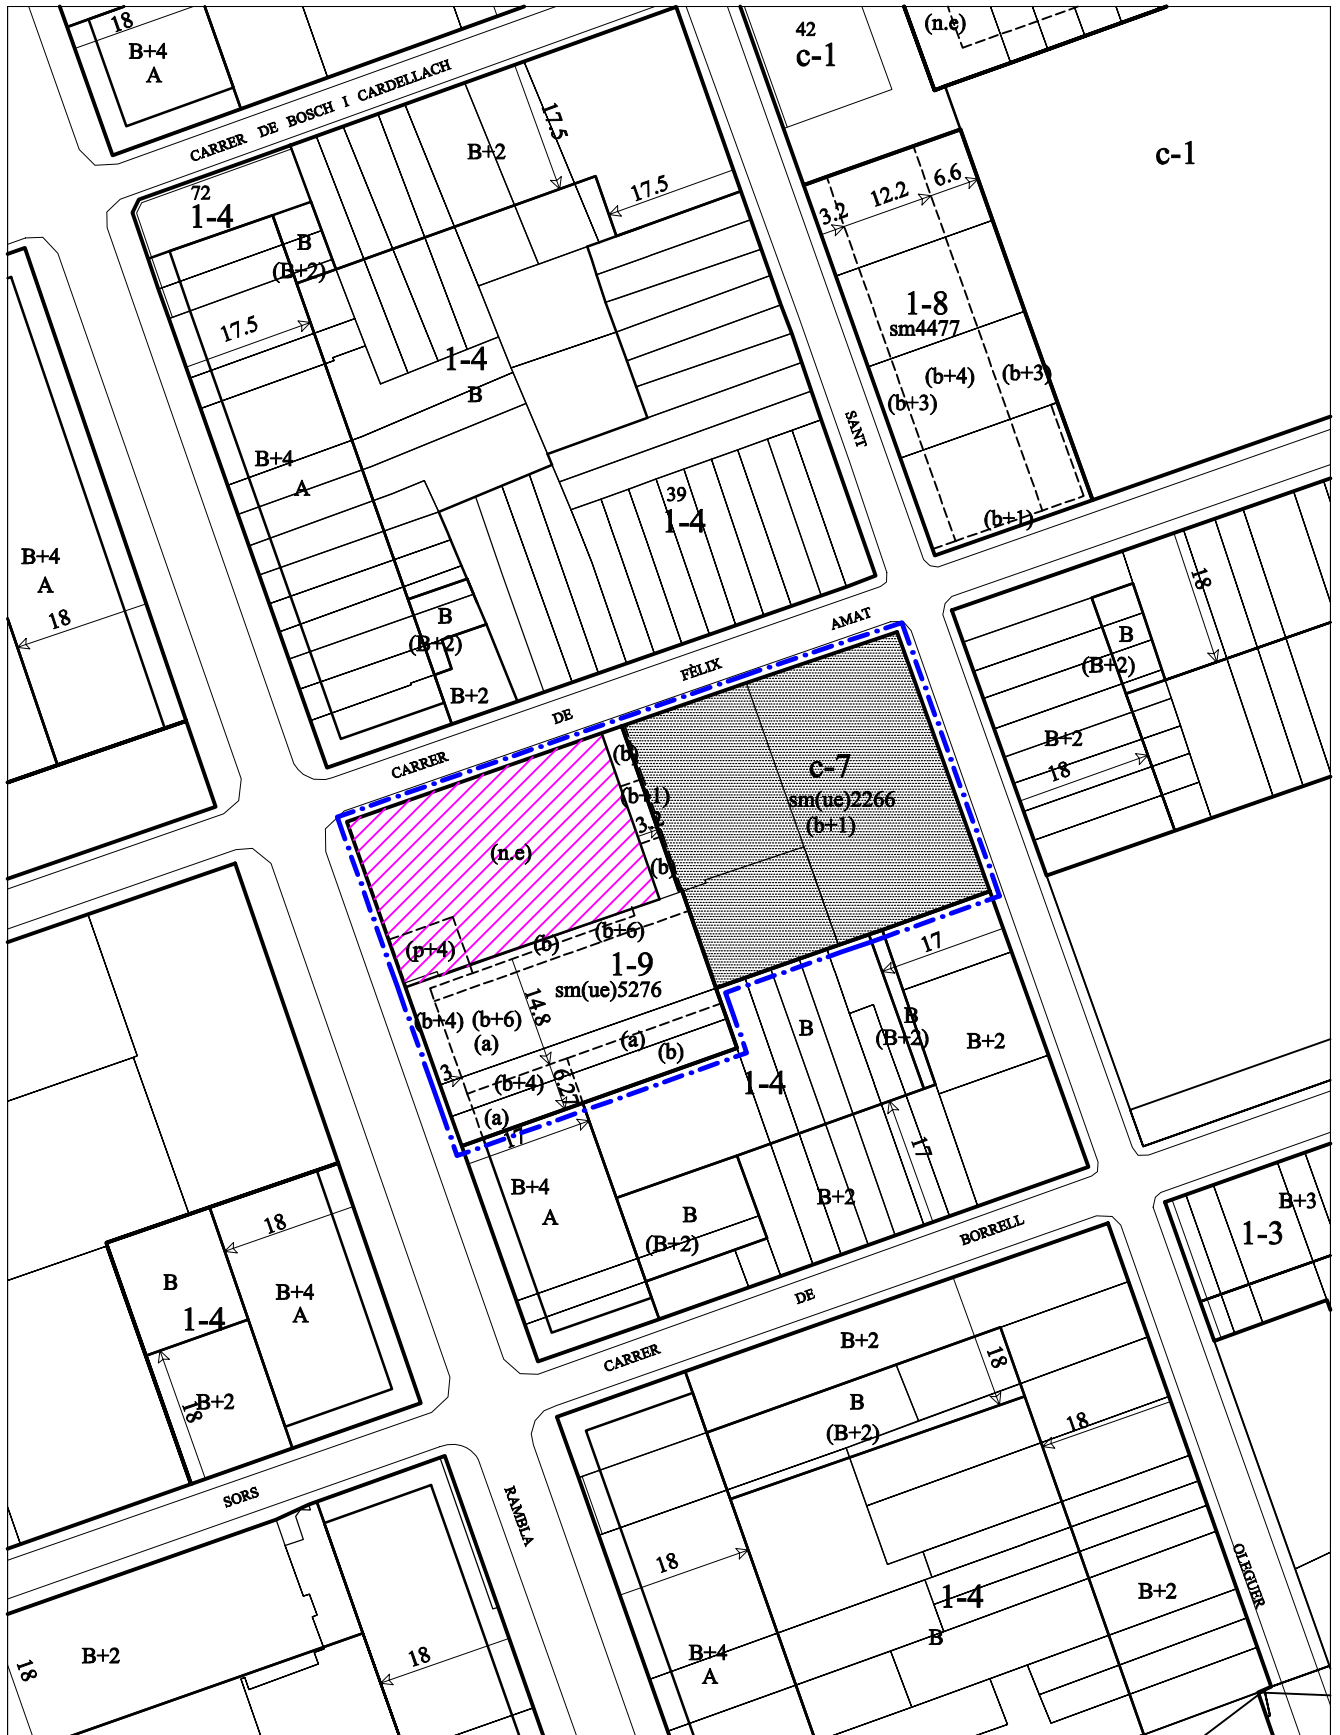 18
B+4
A
CARRER DE BOSCH I CARDELLACH
17.5
B+2
17.5
42
c-1
(n.e)
c-1
72
1-4
B
(B+2)
17.5
1-4
B
B+4
A
39
1-4
B
(B+2)
B+2
3.2
12.2
6.6
1-8
sm4477
(b+4)
(b+3)
(b+3)
(b+1)
SANT
B+4
A
18
18
B
(B+2)
B+2
18
CARRER DE FÈLIX AMAT
c-7
sm(ue)2266
(b+1)
(b)
(b+1)
3.2
(b)
(n.e)
(p+4)
(b)
(b+6)
1-9
sm(ue)5276
14.8
(b+4)
(b+6)
(a)
(a)
(b)
3
(b+4)
6.27
(a)
17
17
B
B
(B+2)
B+2
1-4
17
B+4
A
B
(B+2)
B+2
18
B
1-4
B+4
A
B+2
18
CARRER DE BORRELL
B+3
1-3
B+2
18
B
(B+2)
18
SORS
RAMBLA
OLEGUER
18
1-4
B+2
B
B+4
A
B+2
18
18